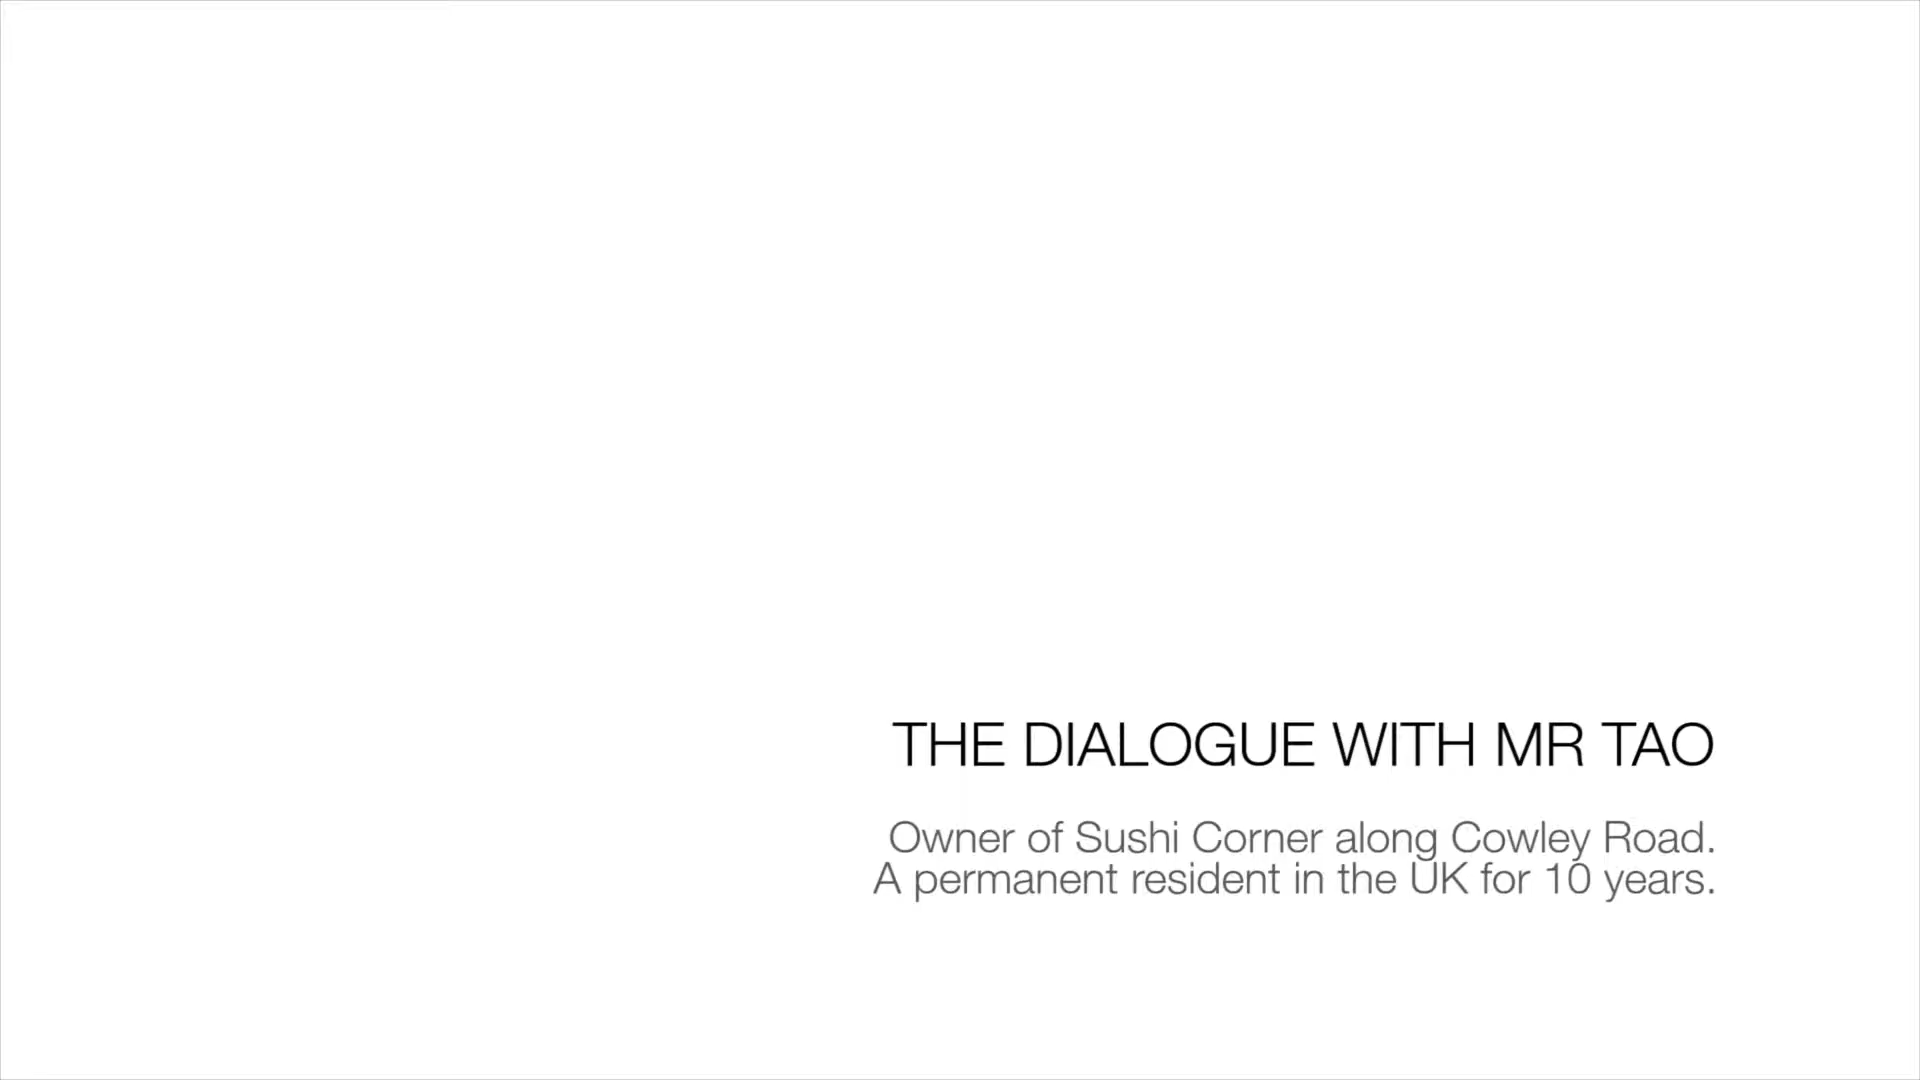 THE DIALOGUE WITH MR TAO
Owner of Sushi Corner along Cowley Road.
A permanent resident in the UK for 10 years.